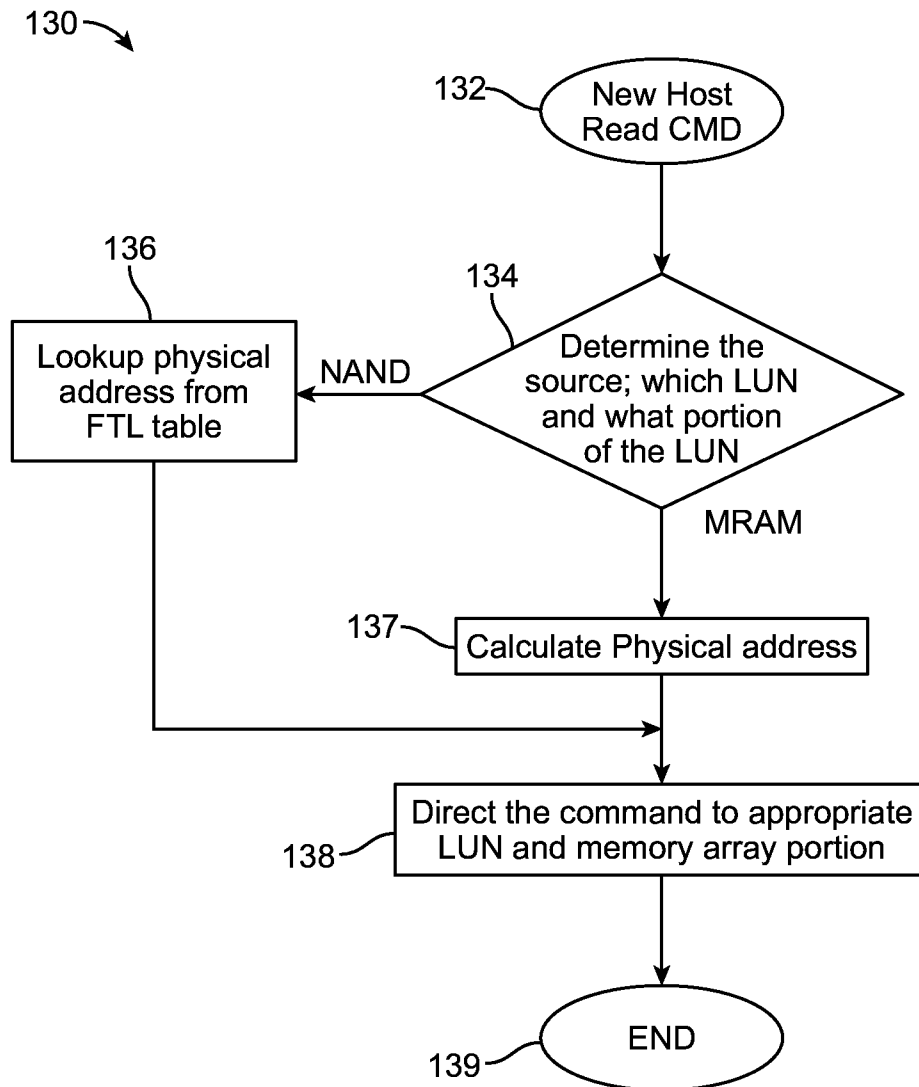 130
132
New Host
Read CMD
136
134
Lookup physical
address from
FTL table
NAND
Determine the
source; which LUN
and what portion
of the LUN
MRAM
137
Calculate Physical address
Direct the command to appropriate
LUN and memory array portion
138
END
139